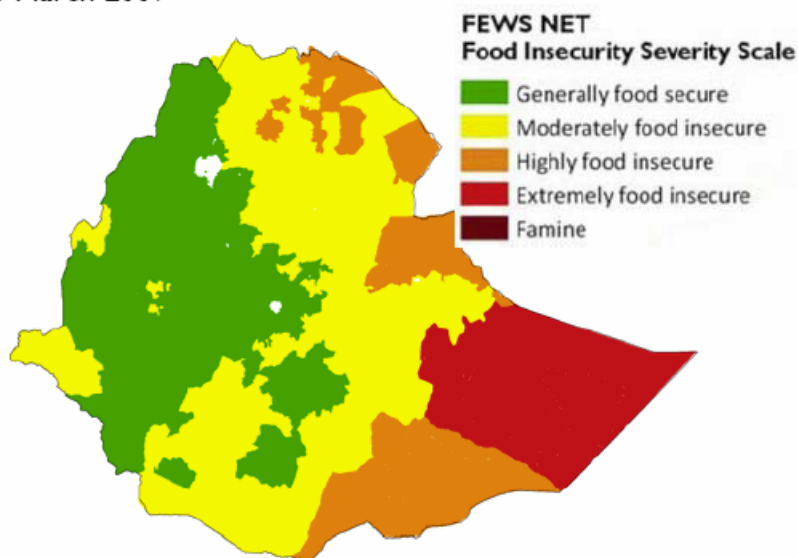 FEWS NET
Food Insecurity Severity Scale
Generally food secure
Moderately food insecure
Highly food insecure
Extremely food insecure
Famine